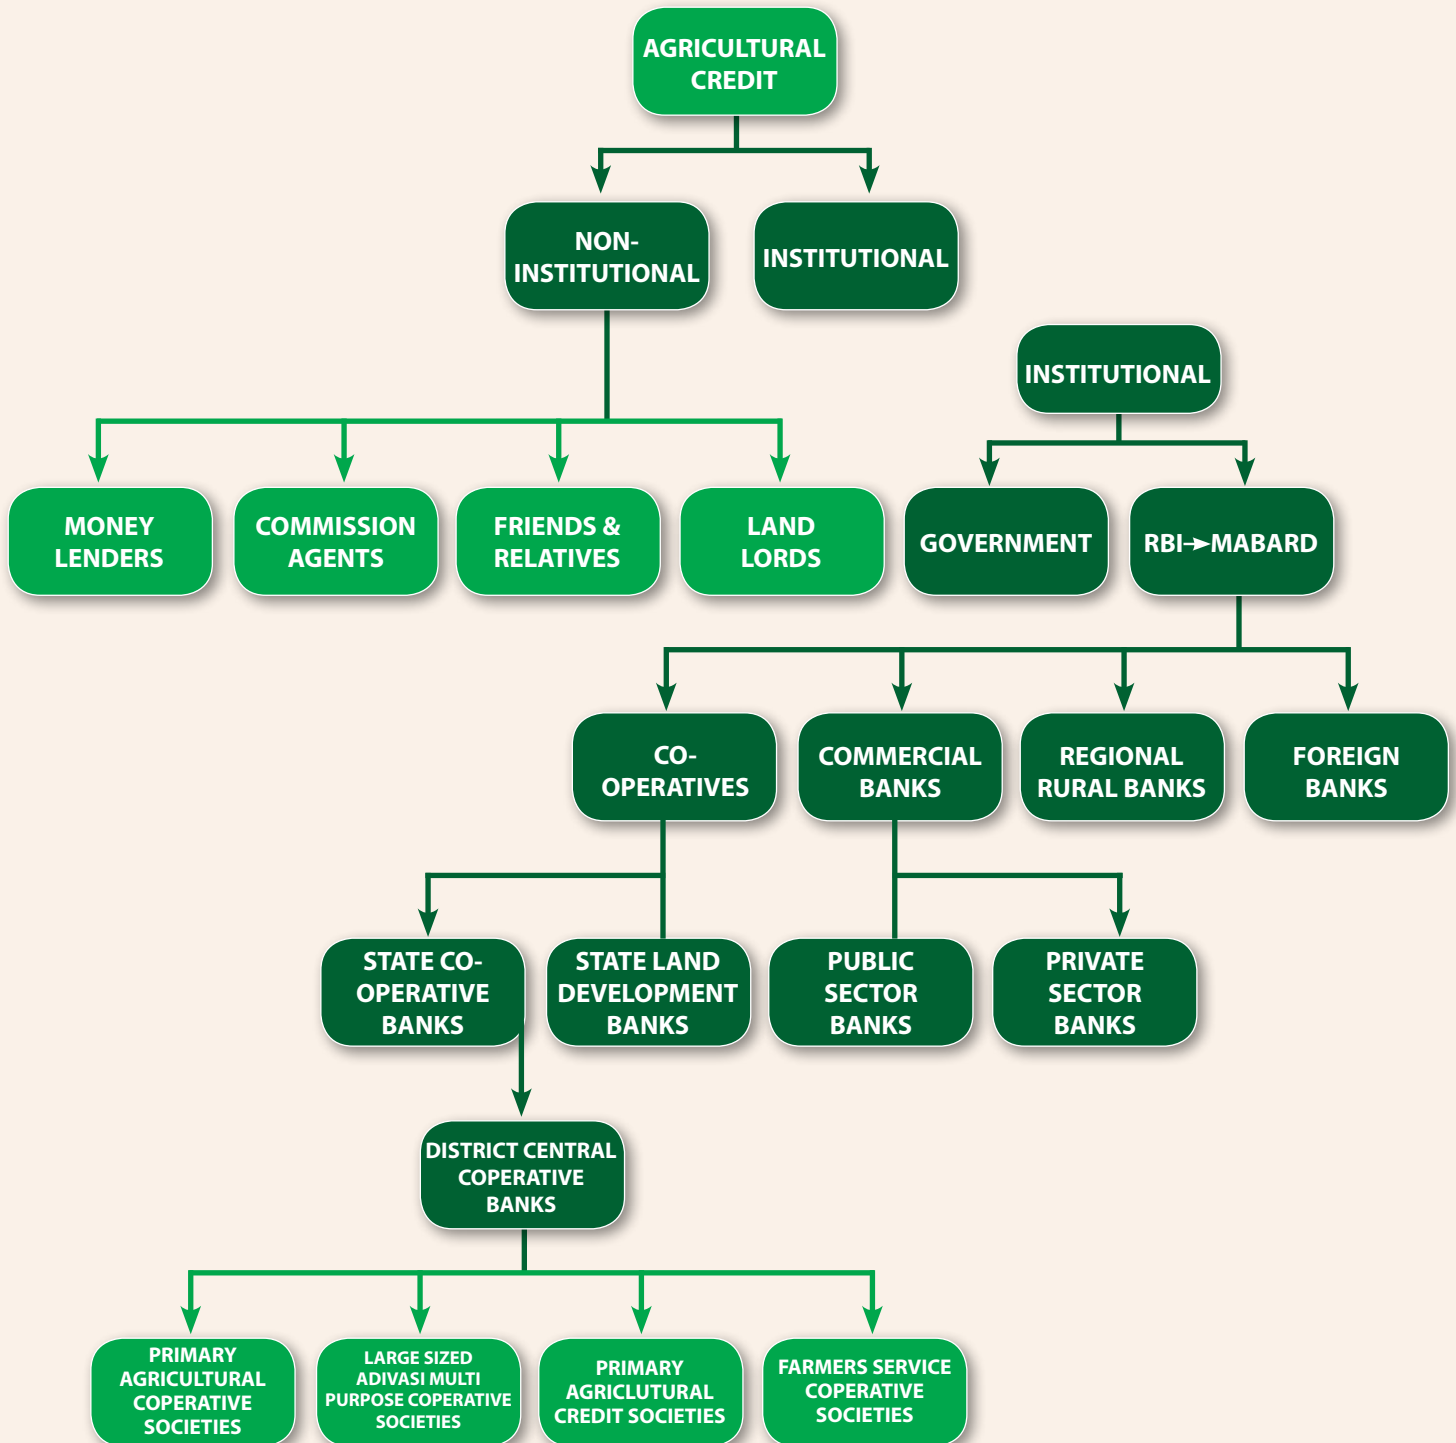 AGRICULTURAL
CREDIT
NON-
INSTITUTIONAL
INSTITUTIONAL
INSTITUTIONAL
MONEY
LENDERS
COMMISSION
AGENTS
FRIENDS &
RELATIVES
LAND
LORDS
GOVERNMENT
RBI→MABARD
CO-
OPERATIVES
COMMERCIAL
BANKS
REGIONAL
RURAL BANKS
FOREIGN
BANKS
STATE CO-
OPERATIVE
BANKS
STATE LAND
DEVELOPMENT
BANKS
PUBLIC
SECTOR
BANKS
PRIVATE
SECTOR
BANKS
DISTRICT CENTRAL
COPERATIVE
BANKS
PRIMARY
AGRICULTURAL
COPERATIVE
SOCIETIES
LARGE SIZED
ADIVASI MULTI
PURPOSE COPERATIVE
SOCIETIES
PRIMARY
AGRICLUTURAL
CREDIT SOCIETIES
FARMERS SERVICE
COPERATIVE
SOCIETIES